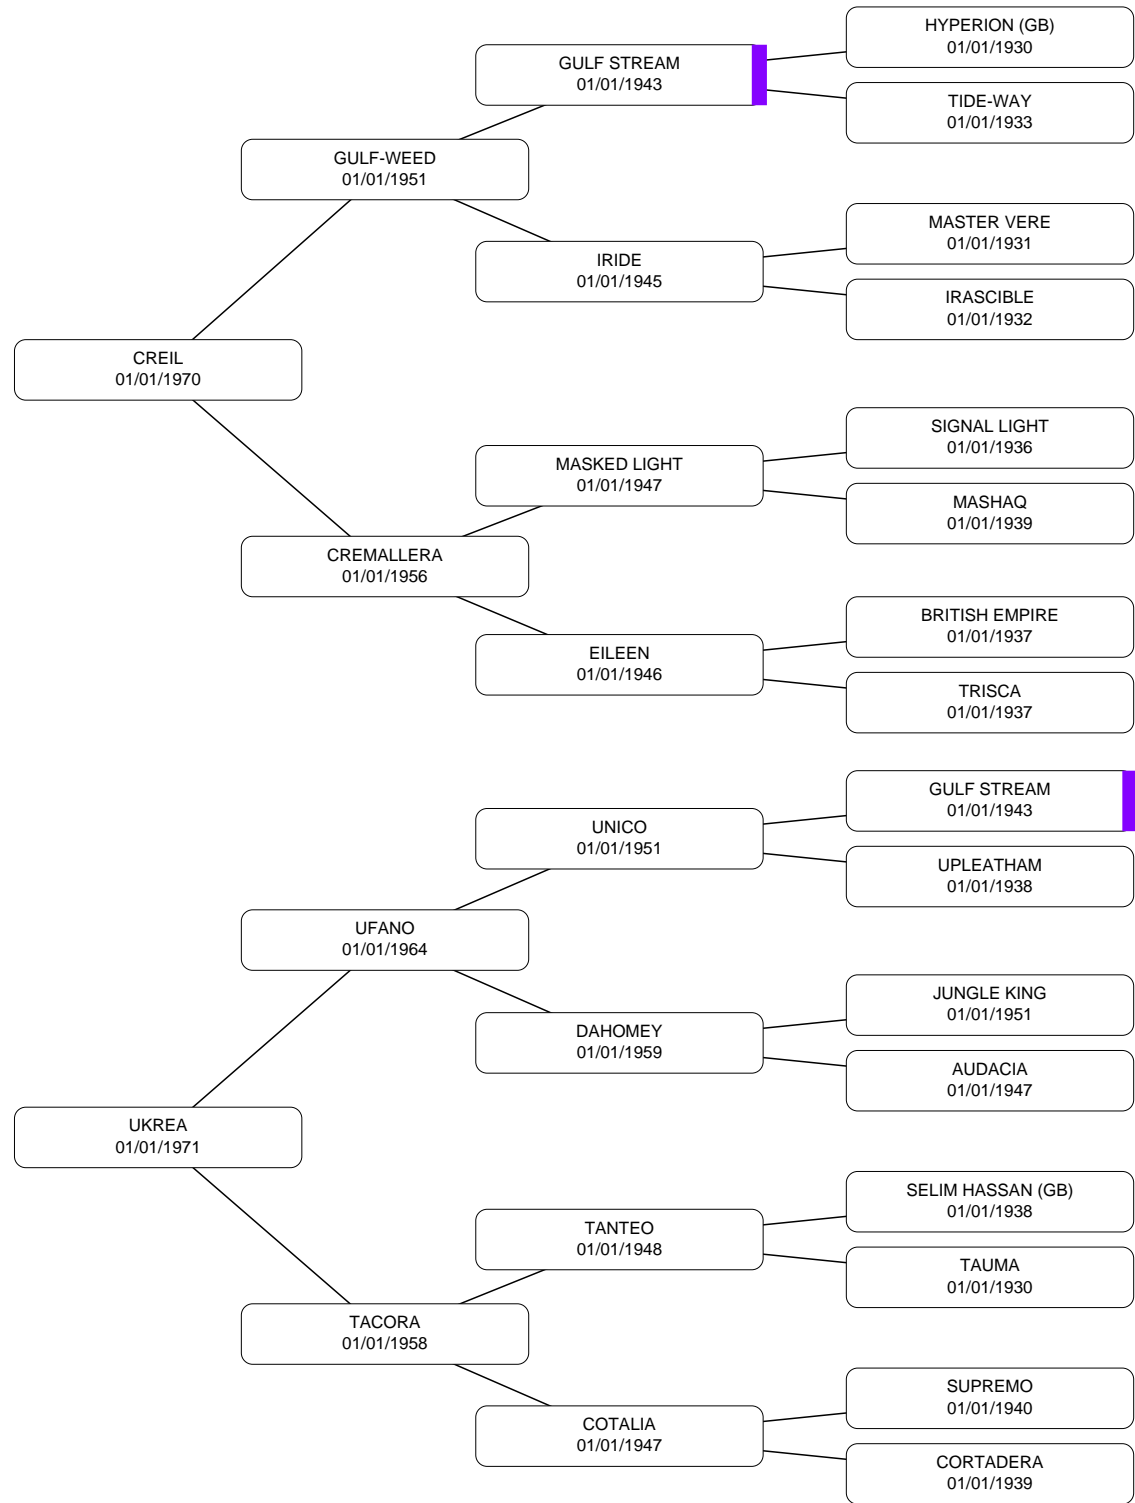 HYPERION (GB)
01/01/1930
GULF STREAM
01/01/1943
TIDE-WAY
01/01/1933
GULF-WEED
01/01/1951
MASTER VERE
01/01/1931
IRIDE
01/01/1945
IRASCIBLE
01/01/1932
CREIL
01/01/1970
SIGNAL LIGHT
01/01/1936
MASKED LIGHT
01/01/1947
MASHAQ
01/01/1939
CREMALLERA
01/01/1956
BRITISH EMPIRE
01/01/1937
EILEEN
01/01/1946
TRISCA
01/01/1937
GULF STREAM
01/01/1943
UNICO
01/01/1951
UPLEATHAM
01/01/1938
UFANO
01/01/1964
JUNGLE KING
01/01/1951
DAHOMEY
01/01/1959
AUDACIA
01/01/1947
UKREA
01/01/1971
SELIM HASSAN (GB)
01/01/1938
TANTEO
01/01/1948
TAUMA
01/01/1930
TACORA
01/01/1958
SUPREMO
01/01/1940
COTALIA
01/01/1947
CORTADERA
01/01/1939